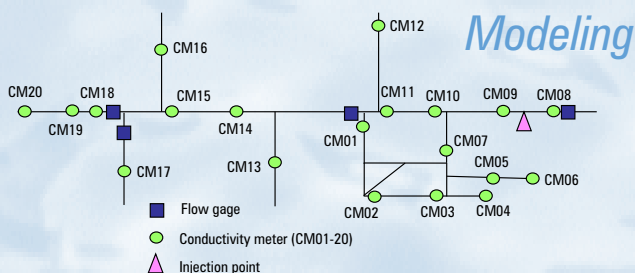 Modeling
CM12
CM16
CM20
CM18
CM15
CM11
CM10
CM09
CM08
CM19
CM14
CM01
CM07
CM13
CM05
CM17
CM06
CM02
CM03
CM04
Flow gage
Conductivity meter (CM01-20)
Injection point